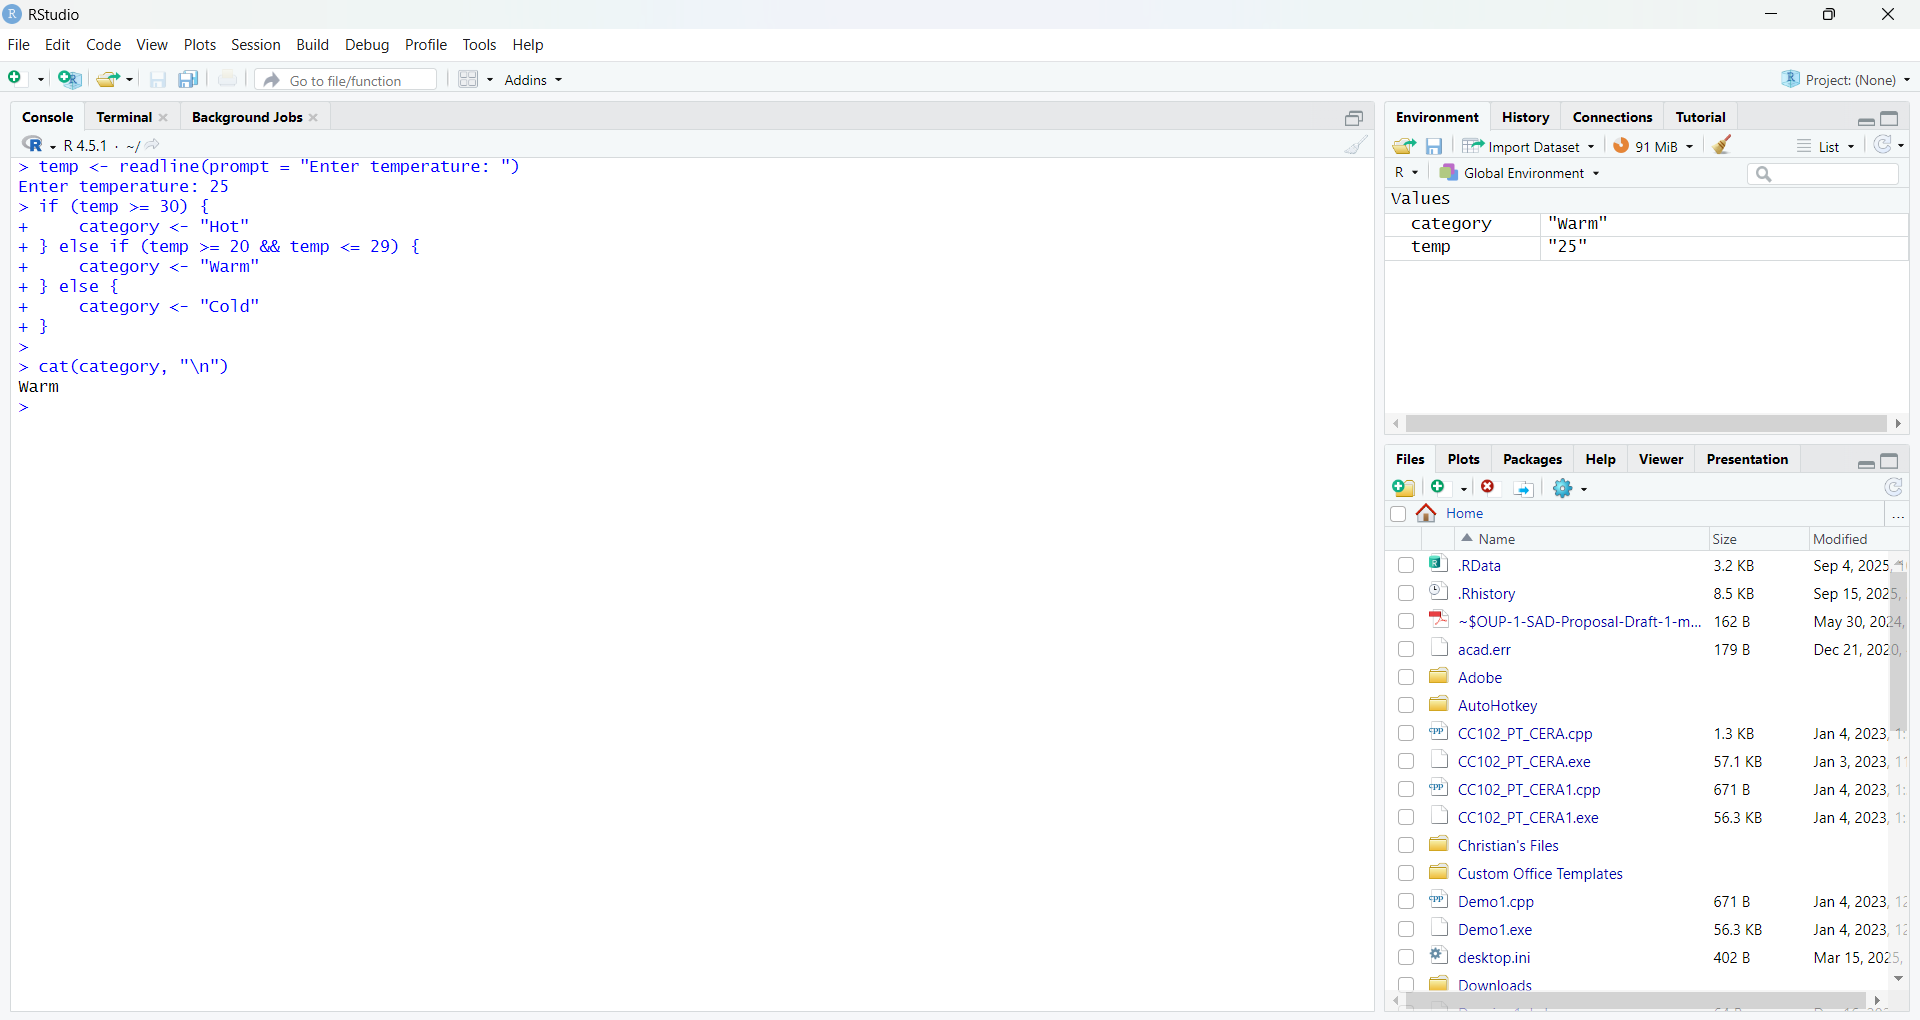 RStudio
File Edit Code View Plots Session Build Debug Profile Tools Help
Go to file/function Addins Project: (None)
Console Terminal Background Jobs
R 4.5.1 · ~/
> temp <- readline(prompt = "Enter temperature: ")
Enter temperature: 25
> if (temp >= 30) {
+     category <- "Hot"
+ } else if (temp >= 20 && temp <= 29) {
+     category <- "Warm"
+ } else {
+     category <- "Cold"
+ }
>
> cat(category, "\n")
Warm
>
Environment History Connections Tutorial
Import Dataset 91 MiB List
R Global Environment
Values
category "Warm"
temp "25"
Files Plots Packages Help Viewer Presentation
Home ...
Name Size Modified
.RData 3.2 KB Sep 4, 2025,
.Rhistory 8.5 KB Sep 15, 2025,
~$OUP-1-SAD-Proposal-Draft-1-m... 162 B May 30, 2024,
acad.err 179 B Dec 21, 2020,
Adobe
AutoHotkey
CC102_PT_CERA.cpp 1.3 KB Jan 4, 2023, 1:
CC102_PT_CERA.exe 57.1 KB Jan 3, 2023, 11
CC102_PT_CERA1.cpp 671 B Jan 4, 2023, 1:
CC102_PT_CERA1.exe 56.3 KB Jan 4, 2023, 1:
Christian's Files
Custom Office Templates
Demo1.cpp 671 B Jan 4, 2023, 12
Demo1.exe 56.3 KB Jan 4, 2023, 12
desktop.ini 402 B Mar 15, 2025,
Downloads